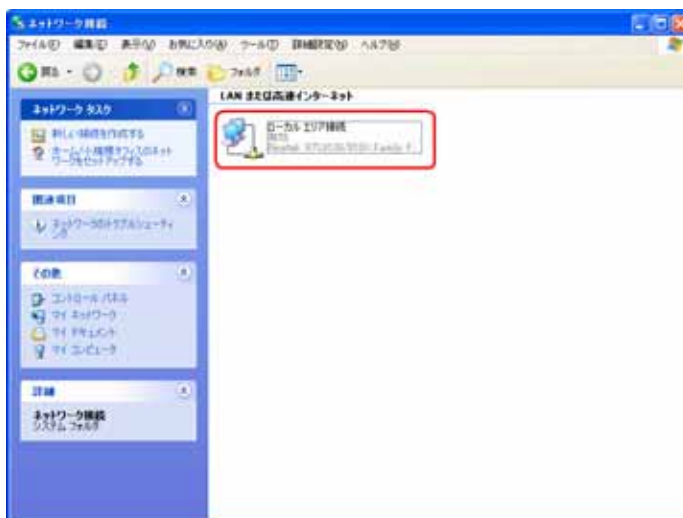 ネットワーク接続
ファイル(F) 編集(E) 表示(V) お気に入り(A) ツール(T) 詳細設定(N) ヘルプ(H)
戻る 検索 フォルダ
ネットワーク タスク
新しい接続を作成する
ホーム/小規模オフィスのネットワークをセットアップする
関連項目
ネットワークのトラブルシューティング
その他
コントロール パネル
マイ ネットワーク
マイ ドキュメント
マイ コンピュータ
詳細
ネットワーク接続
システム フォルダ
LAN または高速インターネット
ローカル エリア接続
Realtek Family F...